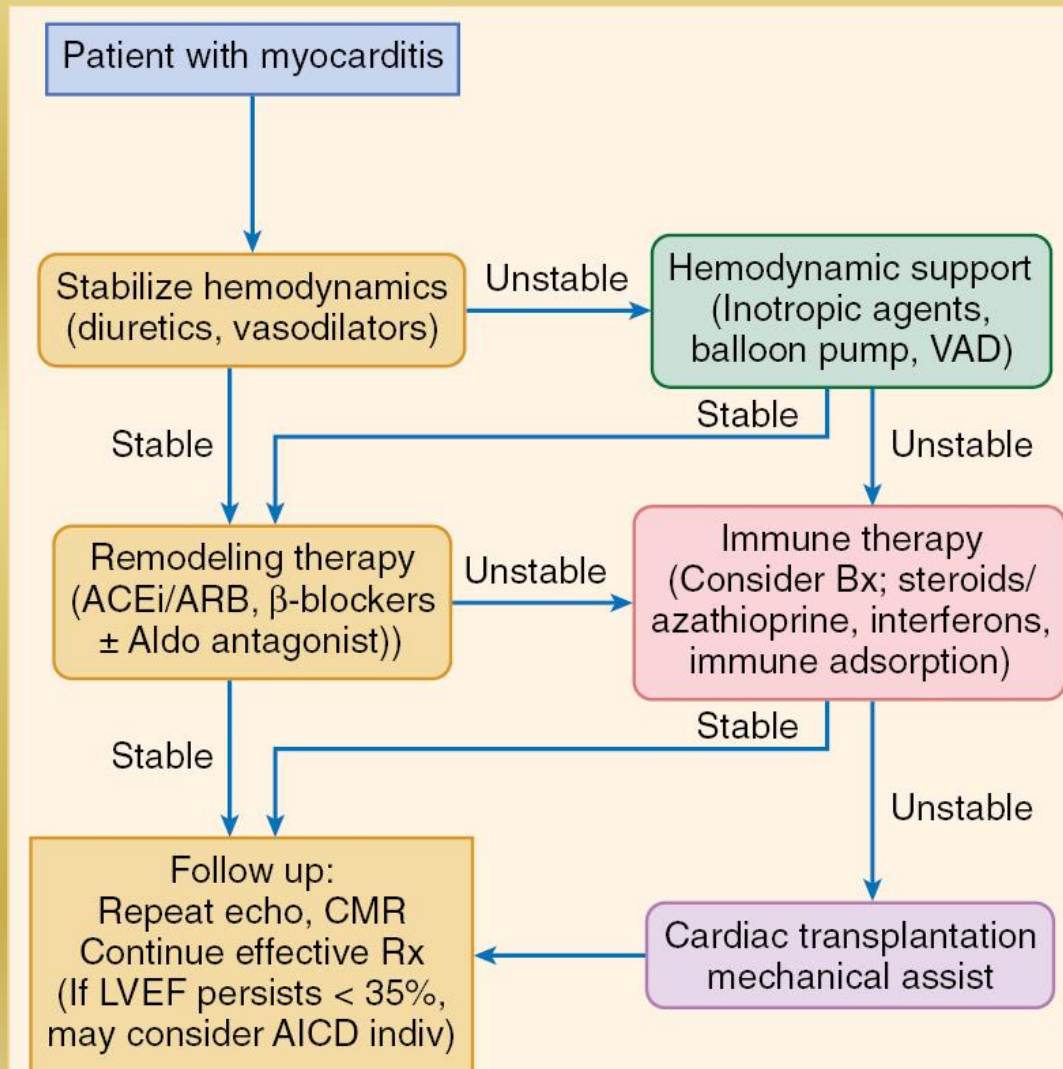 Patient with myocarditis
Stabilize hemodynamics
(diuretics, vasodilators)
Unstable
Hemodynamic support
(Inotropic agents,
balloon pump, VAD)
Stable
Stable
Unstable
Remodeling therapy
(ACEi/ARB, β-blockers
± Aldo antagonist))
Unstable
Immune therapy
(Consider Bx; steroids/
azathioprine, interferons,
immune adsorption)
Stable
Stable
Unstable
Follow up:
Repeat echo, CMR
Continue effective Rx
(If LVEF persists < 35%,
may consider AICD indiv)
Cardiac transplantation
mechanical assist